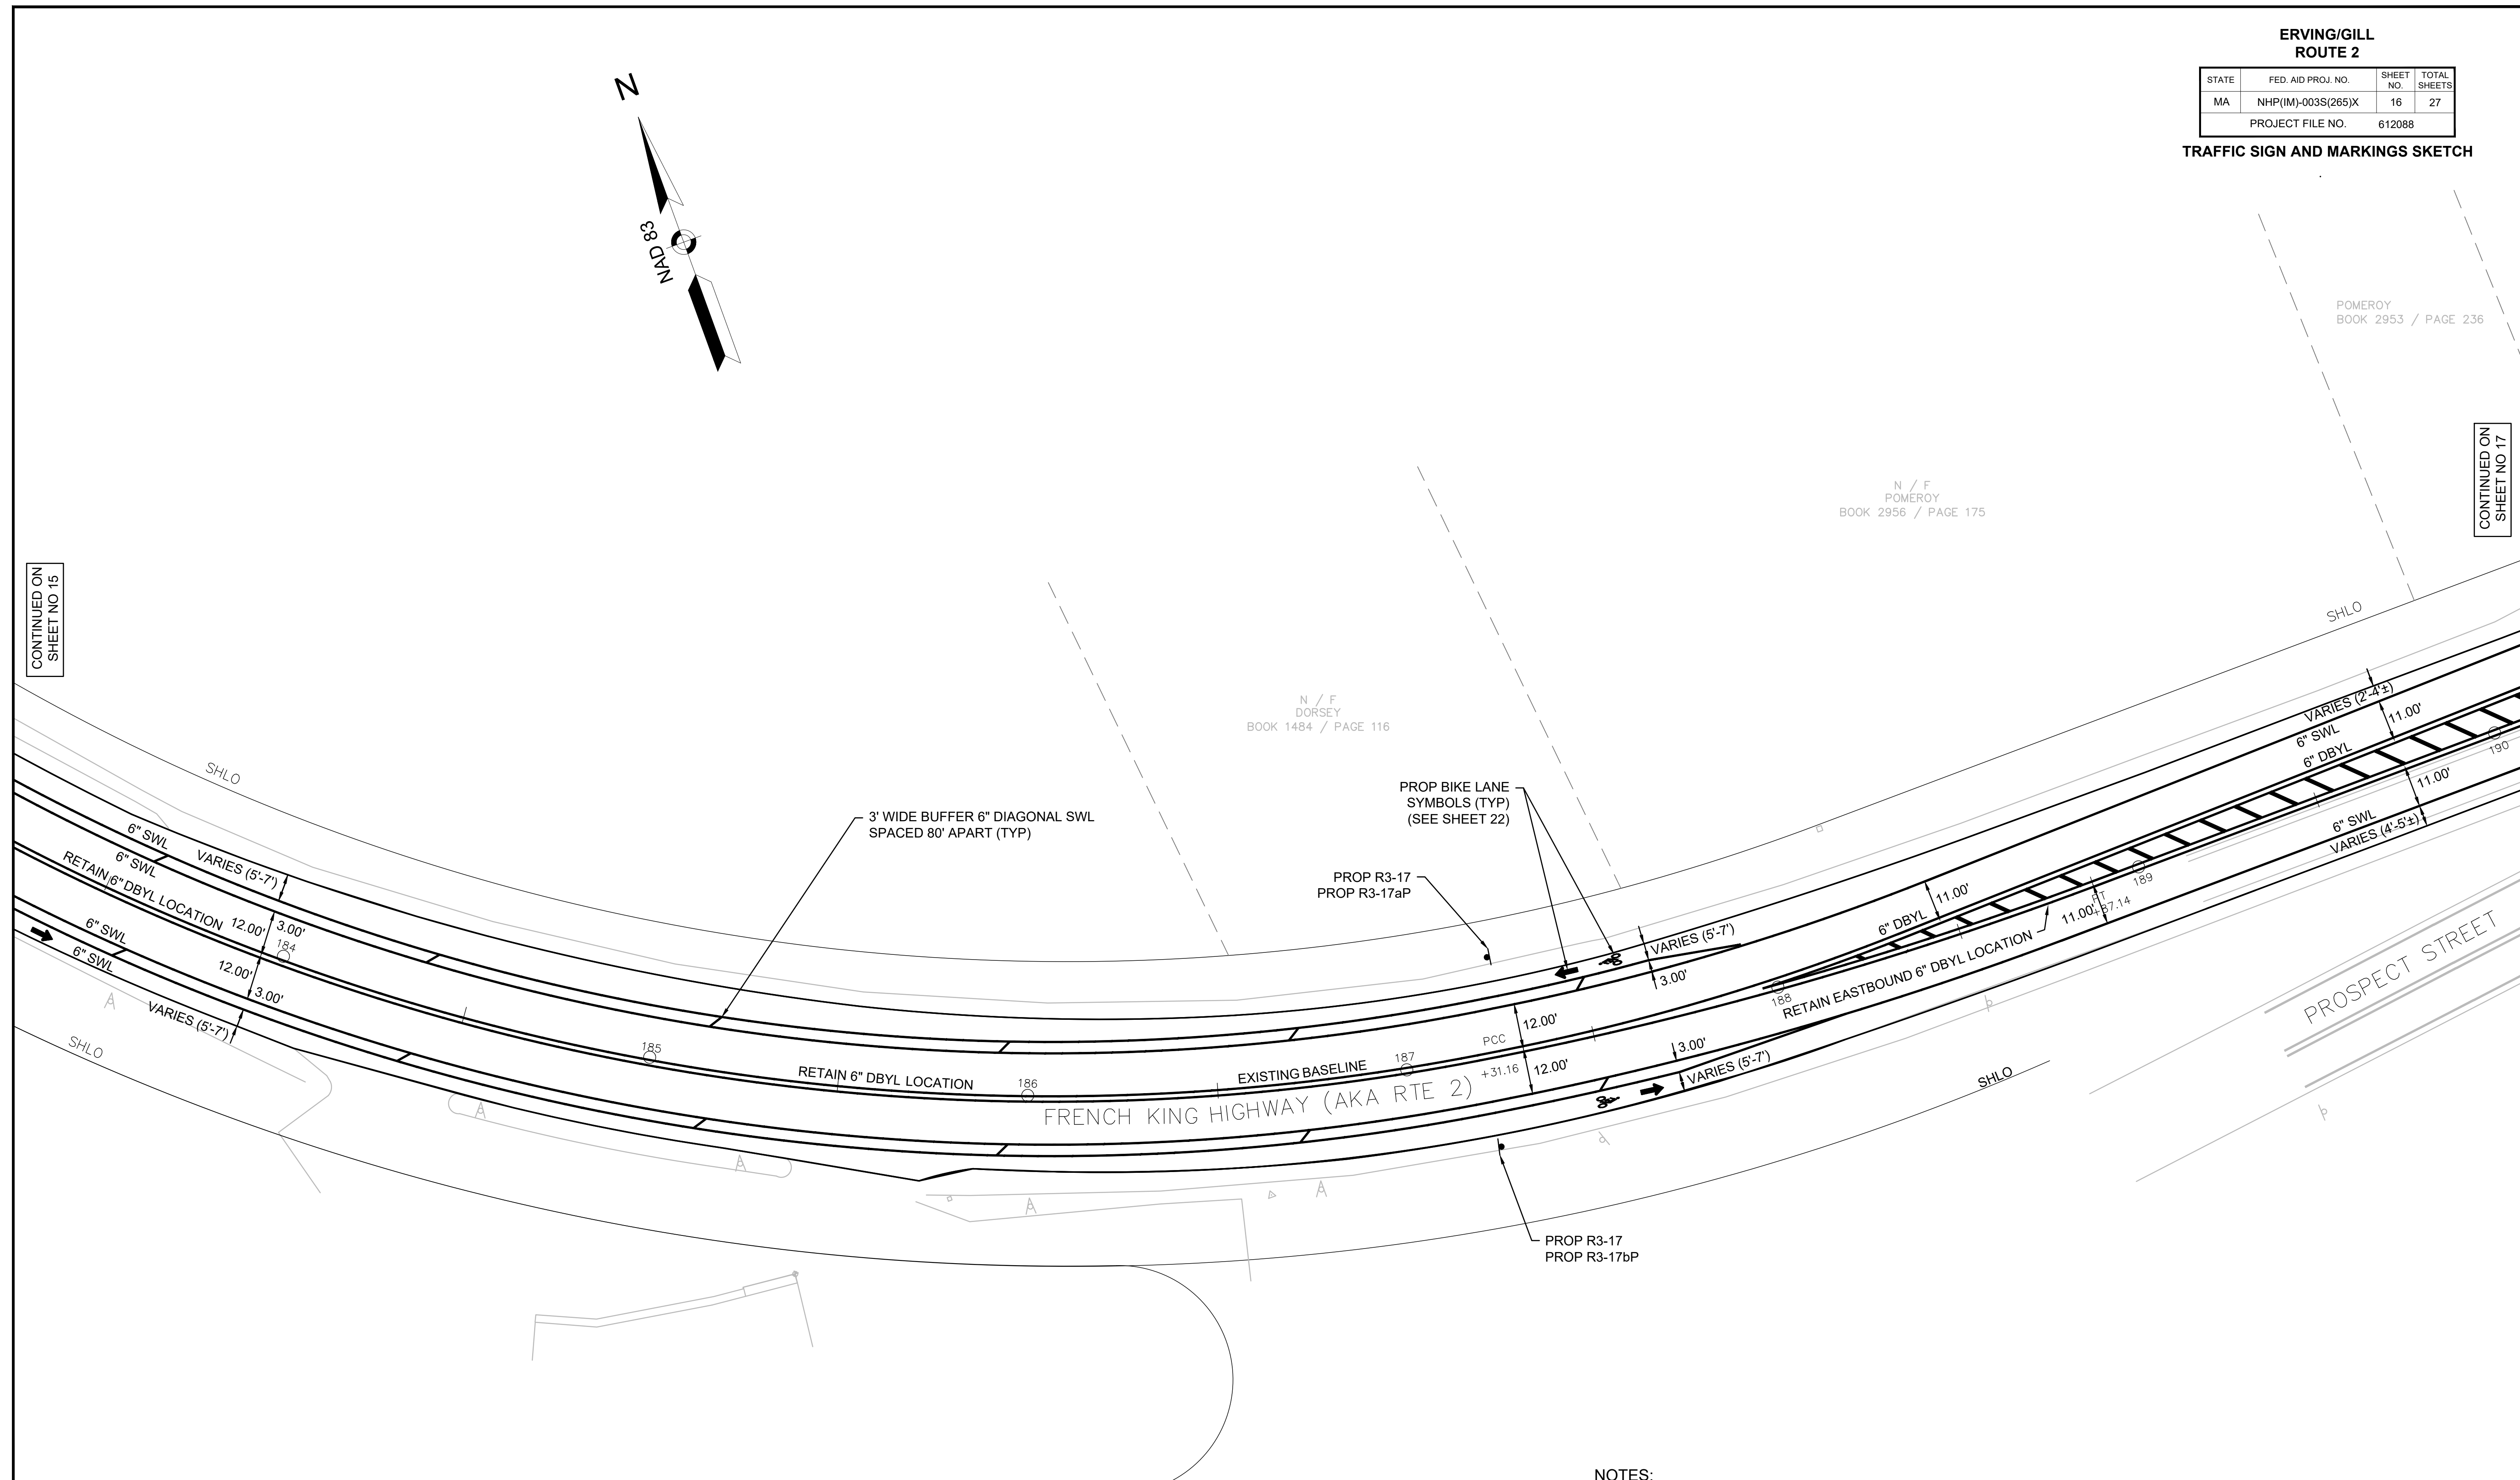 ERVING/GILL
ROUTE 2
STATE FED. AID PROJ. NO. SHEET NO. TOTAL SHEETS
MA NHP(IM)-003S(265)X 16 27
PROJECT FILE NO. 612088
TRAFFIC SIGN AND MARKINGS SKETCH
N
NAD 83
POMEROY
BOOK 2953 / PAGE 236
CONTINUED ON
SHEET NO 17
N / F
POMEROY
BOOK 2956 / PAGE 175
CONTINUED ON
SHEET NO 15
SHLO
N / F
DORSEY
BOOK 1484 / PAGE 116
SHLO
3' WIDE BUFFER 6" DIAGONAL SWL
SPACED 80' APART (TYP)
PROP BIKE LANE
SYMBOLS (TYP)
(SEE SHEET 22)
PROP R3-17
PROP R3-17aP
6" SWL
VARIES (5'-7')
6" SWL
RETAIN 6" DBYL LOCATION
12.00'
3.00'
184
6" SWL
12.00'
6" SWL
3.00'
VARIES (5'-7')
SHLO
185
RETAIN 6" DBYL LOCATION
186
EXISTING BASELINE
187
PCC
+31.16
12.00'
12.00'
FRENCH KING HIGHWAY (AKA RTE 2)
VARIES (5'-7')
3.00'
3.00'
VARIES (5'-7')
188
RETAIN EASTBOUND 6" DBYL LOCATION
6" DBYL
11.00'
11.00'
PT
+87.14
189
VARIES (2'-4'±)
11.00'
6" SWL
6" DBYL
190
11.00'
6" SWL
VARIES (4'-5'±)
PROSPECT STREET
SHLO
PROP R3-17
PROP R3-17bP
NOTES: